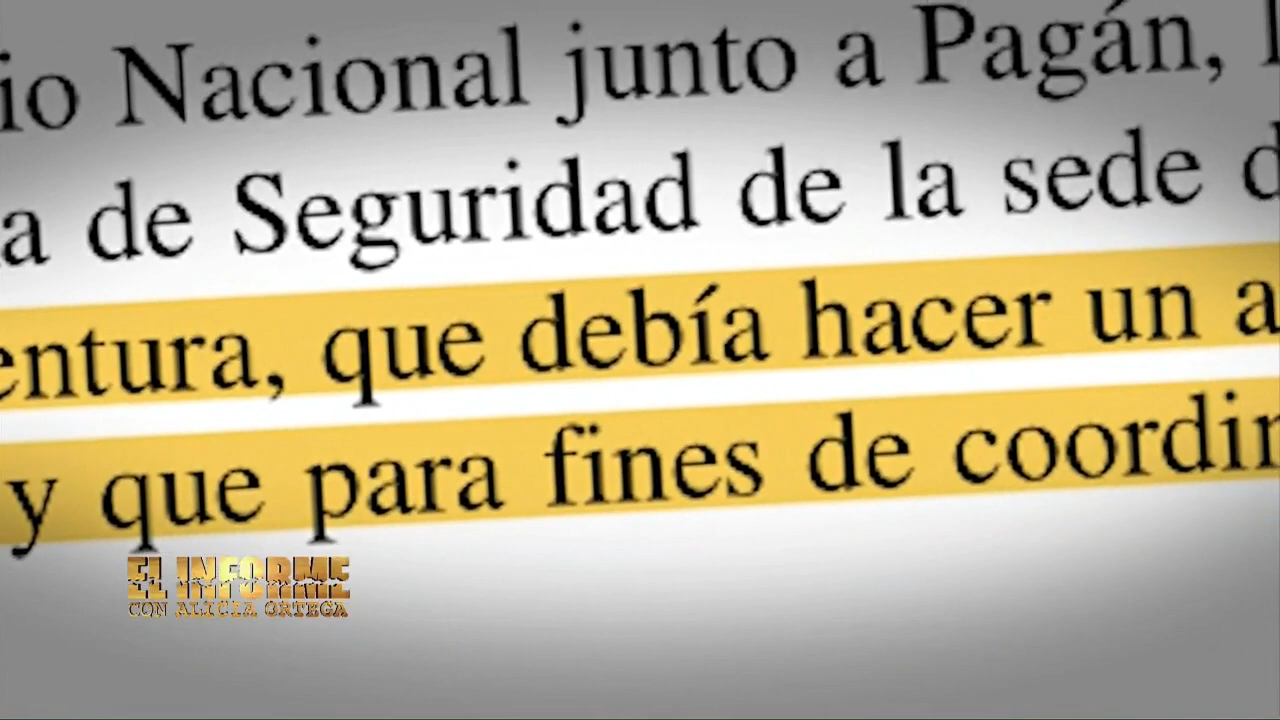 io Nacional junto a Pagán,
a de Seguridad de la sede d
entura, que debía hacer un a
y que para fines de coordin
EL INFORME
CON ALICIA ORTEGA